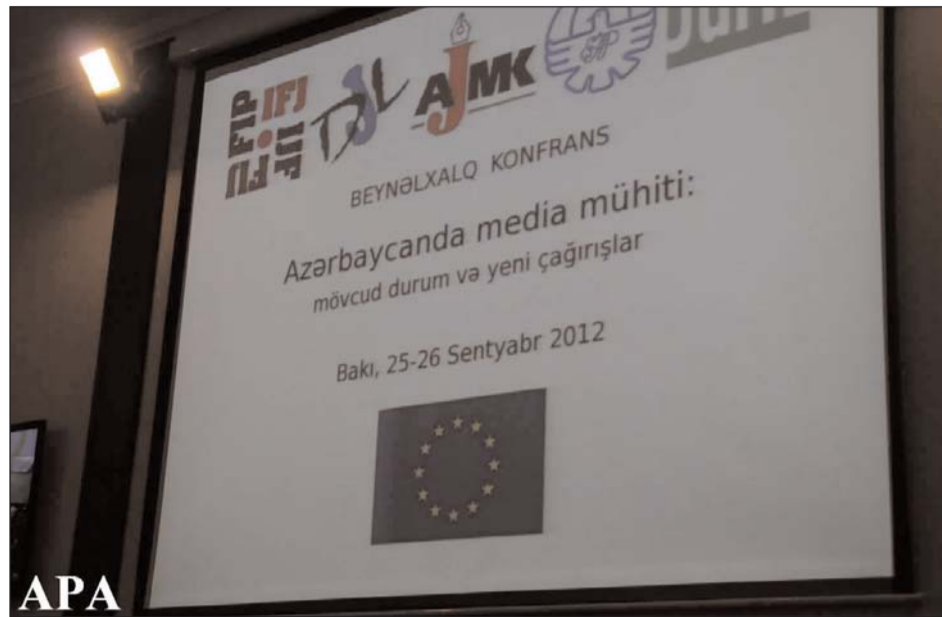 FIP IFJ
FIJ IJF
AJMK
BEYNƏLXALQ KONFRANS
Azərbaycanda media mühiti:
mövcud durum və yeni çağırışlar
Bakı, 25-26 Sentyabr 2012
APA